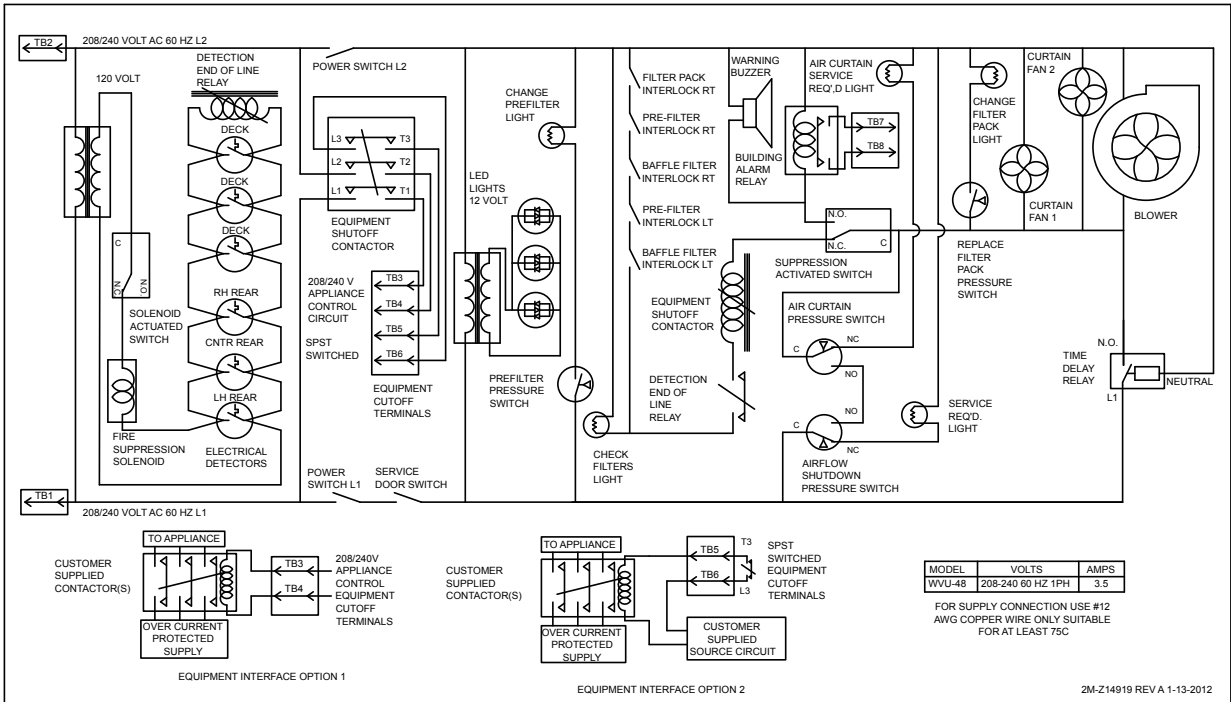 TB2
208/240 VOLT AC 60 HZ L2
120 VOLT
DETECTION
END OF LINE
RELAY
DECK
DECK
DECK
RH REAR
CNTR REAR
LH REAR
ELECTRICAL
DETECTORS
C
N.C.
N.O.
SOLENOID
ACTUATED
SWITCH
FIRE
SUPPRESSION
SOLENOID
POWER SWITCH L2
L3
T3
L2
T2
L1
T1
EQUIPMENT
SHUTOFF
CONTACTOR
208/240 V
APPLIANCE
CONTROL
CIRCUIT
SPST
SWITCHED
TB3
TB4
TB5
TB6
EQUIPMENT
CUTOFF
TERMINALS
LED
LIGHTS
12 VOLT
CHANGE
PREFILTER
LIGHT
PREFILTER
PRESSURE
SWITCH
FILTER PACK
INTERLOCK RT
PRE-FILTER
INTERLOCK RT
BAFFLE FILTER
INTERLOCK RT
PRE-FILTER
INTERLOCK LT
BAFFLE FILTER
INTERLOCK LT
CHECK
FILTERS
LIGHT
WARNING
BUZZER
BUILDING
ALARM
RELAY
AIR CURTAIN
SERVICE
REQ',D LIGHT
TB7
TB8
N.O.
N.C.
C
SUPPRESSION
ACTIVATED SWITCH
EQUIPMENT
SHUTOFF
CONTACTOR
DETECTION
END OF
LINE
RELAY
AIR CURTAIN
PRESSURE SWITCH
C
NC
NO
NO
C
NC
AIRFLOW
SHUTDOWN
PRESSURE SWITCH
SERVICE
REQ'D.
LIGHT
CHANGE
FILTER
PACK
LIGHT
REPLACE
FILTER
PACK
PRESSURE
SWITCH
CURTAIN
FAN 2
CURTAIN
FAN 1
BLOWER
N.O.
TIME
DELAY
RELAY
L1
NEUTRAL
POWER
SWITCH L1
SERVICE
DOOR SWITCH
TB1
208/240 VOLT AC 60 HZ L1
CUSTOMER
SUPPLIED
CONTACTOR(S)
TO APPLIANCE
OVER CURRENT
PROTECTED
SUPPLY
TB3
TB4
208/240V
APPLIANCE
CONTROL
EQUIPMENT
CUTOFF
TERMINALS
EQUIPMENT INTERFACE OPTION 1
CUSTOMER
SUPPLIED
CONTACTOR(S)
TO APPLIANCE
OVER CURRENT
PROTECTED
SUPPLY
TB5
TB6
T3
L3
SPST
SWITCHED
EQUIPMENT
CUTOFF
TERMINALS
CUSTOMER
SUPPLIED
SOURCE CIRCUIT
EQUIPMENT INTERFACE OPTION 2
MODEL VOLTS AMPS
WVU-48 208-240 60 HZ 1PH 3.5
FOR SUPPLY CONNECTION USE #12
AWG COPPER WIRE ONLY SUITABLE
FOR AT LEAST 75C
2M-Z14919 REV A 1-13-2012